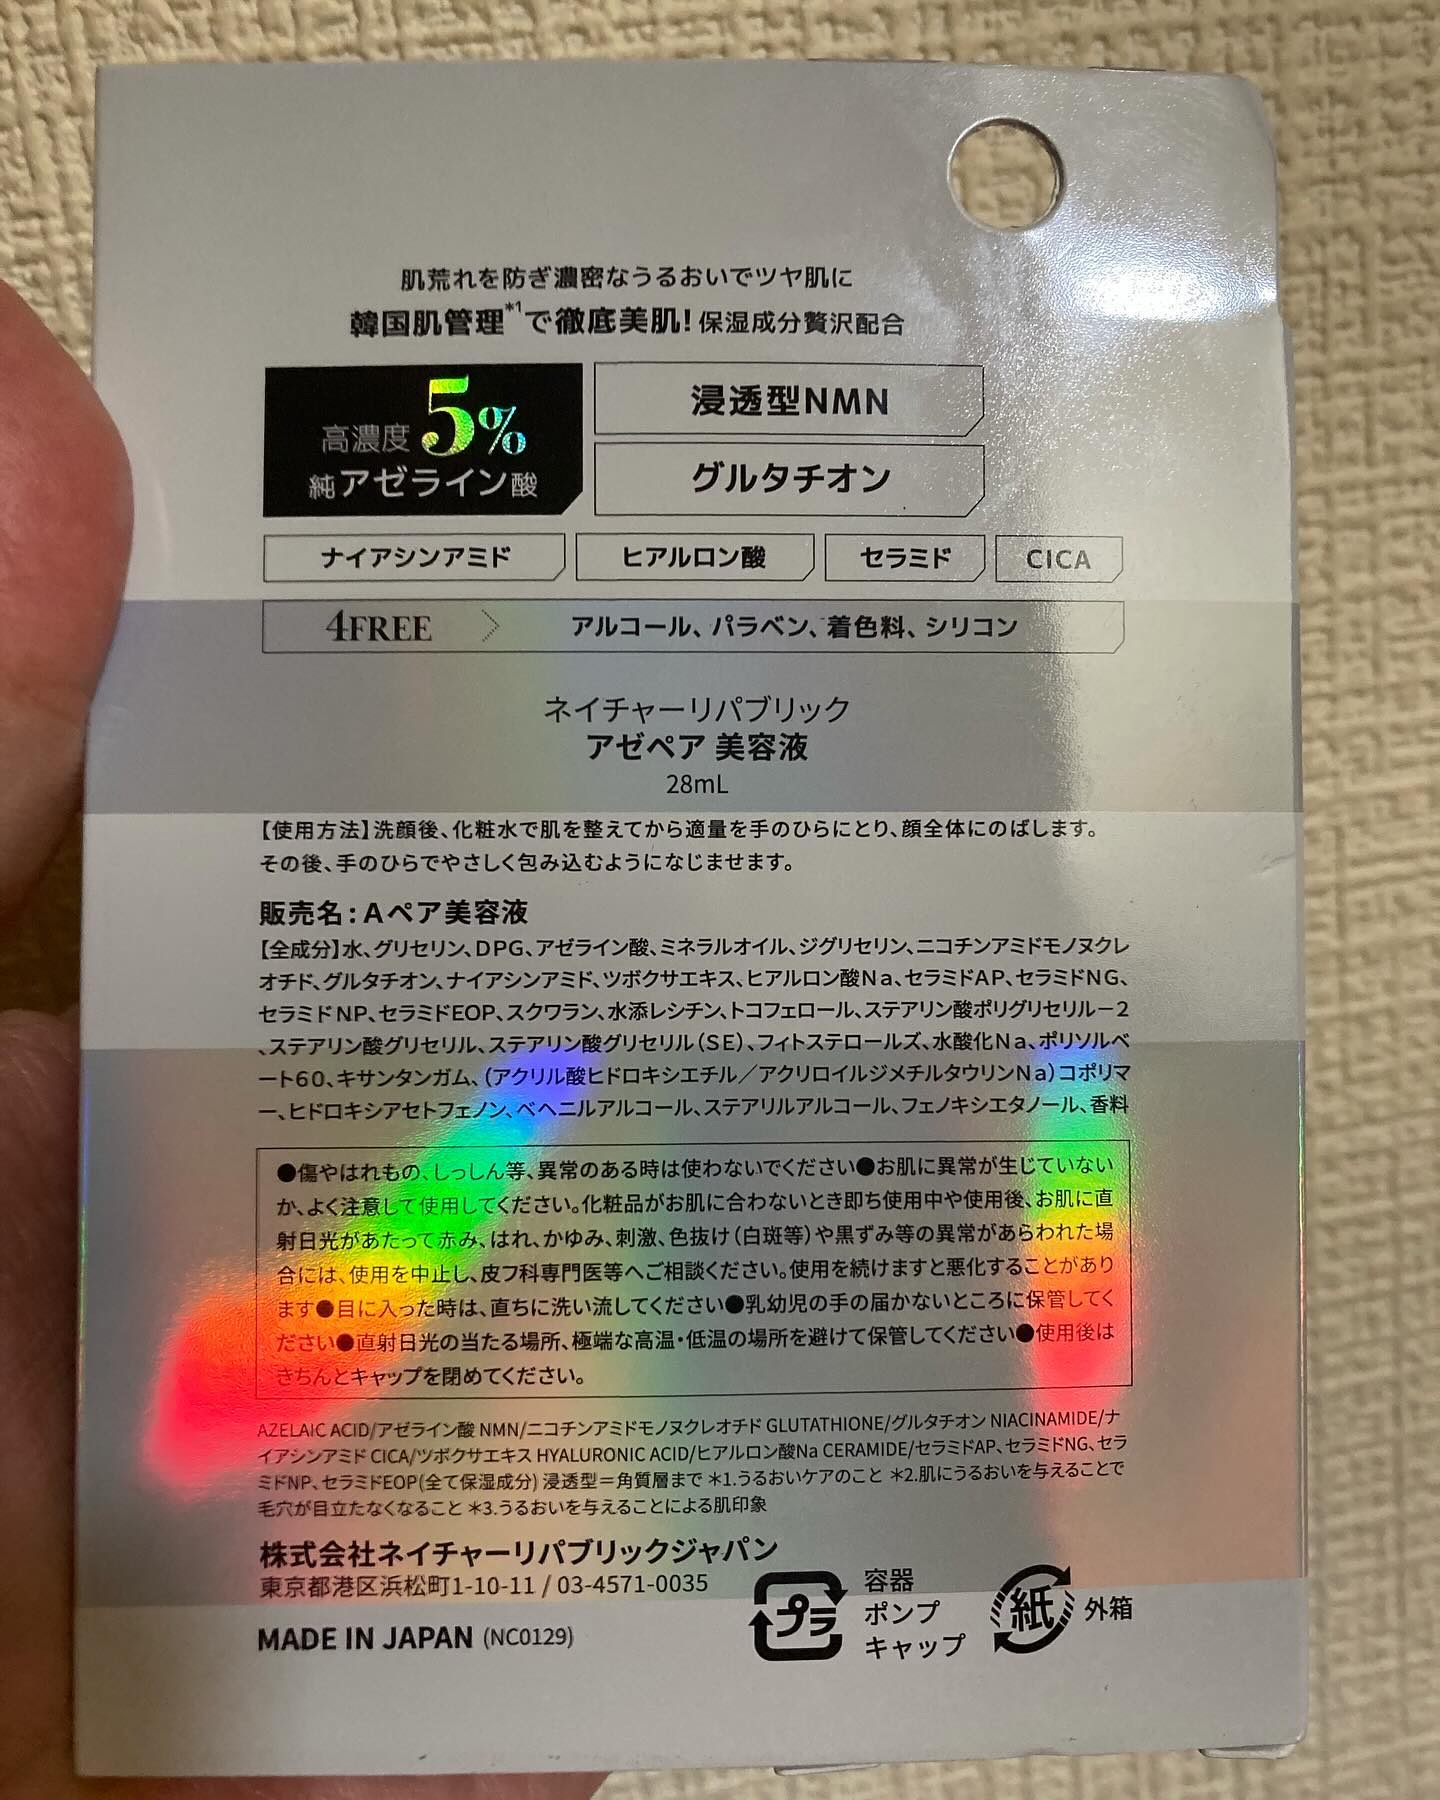 肌荒れを防ぎ濃密なうるおいでツヤ肌に
韓国肌管理*1で徹底美肌!保湿成分贅沢配合
高濃度5%
純アゼライン酸
浸透型NMN
グルタチオン
ナイアシンアミド ヒアルロン酸 セラミド CICA
4FREE > アルコール、パラベン、着色料、シリコン
ネイチャーリパブリック
アゼペア 美容液
28mL
【使用方法】洗顔後、化粧水で肌を整えてから適量を手のひらにとり、顔全体にのばします。
その後、手のひらでやさしく包み込むようになじませます。
販売名:Aペア美容液
【全成分】水、グリセリン、DPG、アゼライン酸、ミネラルオイル、ジグリセリン、ニコチンアミドモノヌクレ
オチド、グルタチオン、ナイアシンアミド、ツボクサエキス、ヒアルロン酸Na、セラミドAP、セラミドNG、
セラミドNP、セラミドEOP、スクワラン、水添レシチン、トコフェロール、ステアリン酸ポリグリセリル－2
、ステアリン酸グリセリル、ステアリン酸グリセリル(SE)、フィトステロールズ、水酸化Na、ポリソルベ
ート60、キサンタンガム、(アクリル酸ヒドロキシエチル／アクリロイルジメチルタウリンNa)コポリマ
ー、ヒドロキシアセトフェノン、ベヘニルアルコール、ステアリルアルコール、フェノキシエタノール、香料
●傷やはれもの、しっしん等、異常のある時は使わないでください●お肌に異常が生じていない
か、よく注意して使用してください。化粧品がお肌に合わないとき即ち使用中や使用後、お肌に直
射日光があたって赤み、はれ、かゆみ、刺激、色抜け(白斑等)や黒ずみ等の異常があらわれた場
合には、使用を中止し、皮フ科専門医等へご相談ください。使用を続けますと悪化することがあり
ます●目に入った時は、直ちに洗い流してください●乳幼児の手の届かないところに保管してく
ださい●直射日光の当たる場所、極端な高温・低温の場所を避けて保管してください●使用後は
きちんとキャップを閉めてください。
AZELAIC ACID/アゼライン酸 NMN/ニコチンアミドモノヌクレオチド GLUTATHIONE/グルタチオン NIACINAMIDE/ナ
イアシンアミド CICA/ツボクサエキス HYALURONIC ACID/ヒアルロン酸Na CERAMIDE/セラミドAP、セラミドNG、セラ
ミドNP、セラミドEOP(全て保湿成分) 浸透型＝角質層まで *1.うるおいケアのこと *2.肌にうるおいを与えることで
毛穴が目立たなくなること *3.うるおいを与えることによる肌印象
株式会社ネイチャーリパブリックジャパン
東京都港区浜松町1-10-11 / 03-4571-0035
MADE IN JAPAN (NC0129)
プラ
容器
ポンプ
キャップ
紙 外箱